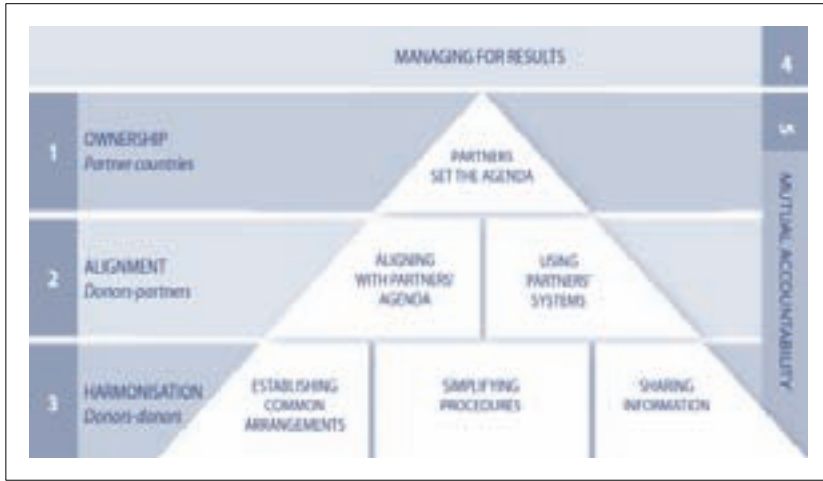 MANAGING FOR RESULTS
4
1
OWNERSHIP
Partner countries
PARTNERS
SET THE AGENDA
5
MUTUAL ACCOUNTABILITY
2
ALIGNMENT
Donors-partners
ALIGNING
WITH PARTNERS'
AGENDA
USING
PARTNERS'
SYSTEMS
3
HARMONISATION
Donors-donors
ESTABLISHING
COMMON
ARRANGEMENTS
SIMPLIFYING
PROCEDURES
SHARING
INFORMATION